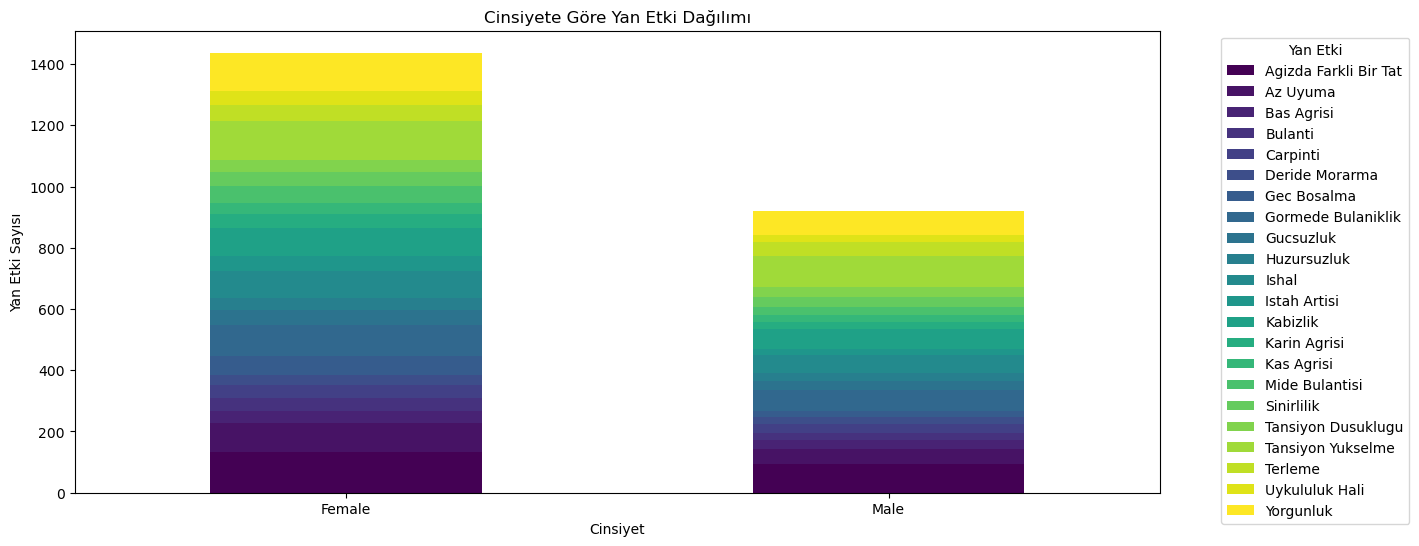 Cinsiyete Göre Yan Etki Dağılımı
Yan Etki Sayısı
1400
1200
1000
800
600
400
200
0
Female
Male
Cinsiyet
Yan Etki
Agizda Farkli Bir Tat
Az Uyuma
Bas Agrisi
Bulanti
Carpinti
Deride Morarma
Gec Bosalma
Gormede Bulaniklik
Gucsuzluk
Huzursuzluk
Ishal
Istah Artisi
Kabizlik
Karin Agrisi
Kas Agrisi
Mide Bulantisi
Sinirlilik
Tansiyon Dusuklugu
Tansiyon Yukselme
Terleme
Uykululuk Hali
Yorgunluk